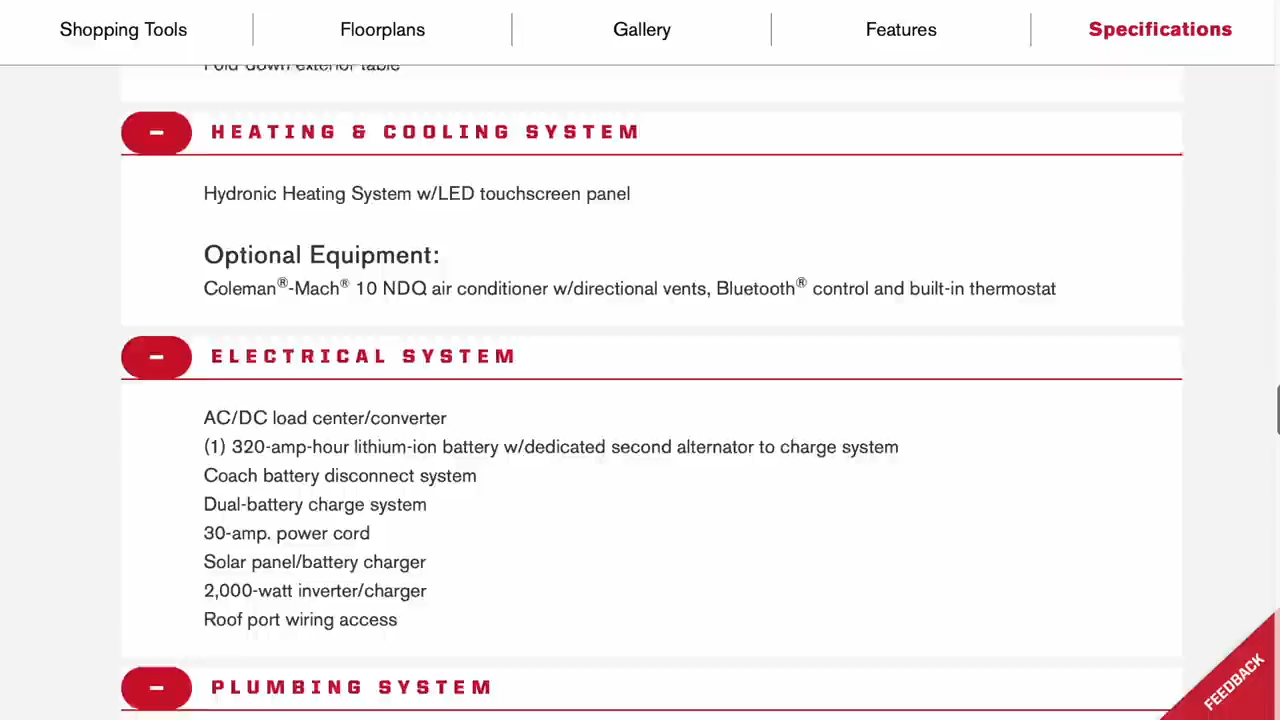 Shopping Tools
Floorplans
Gallery
Features
Specifications
Fold-down exterior table
HEATING & COOLING SYSTEM
Hydronic Heating System w/LED touchscreen panel
Optional Equipment:
Coleman®-Mach® 10 NDQ air conditioner w/directional vents, Bluetooth® control and built-in thermostat
ELECTRICAL SYSTEM
AC/DC load center/converter
(1) 320-amp-hour lithium-ion battery w/dedicated second alternator to charge system
Coach battery disconnect system
Dual-battery charge system
30-amp. power cord
Solar panel/battery charger
2,000-watt inverter/charger
Roof port wiring access
PLUMBING SYSTEM
FEEDBACK